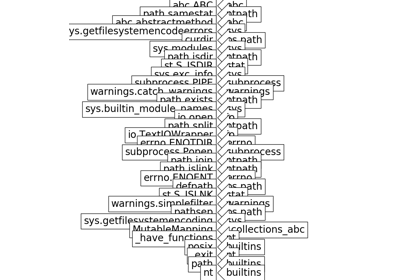 abc.ABC abc
path.samestat ntpath
abc.abstractmethod abc
sys.getfilesystemencodeerrors sys
curdir os.path
sys.modules sys
path.isdir ntpath
st.S_ISDIR stat
sys.exc_info sys
subprocess.PIPE subprocess
warnings.catch_warnings warnings
path.exists ntpath
sys.builtin_module_names sys
io.open io
path.split ntpath
io.TextIOWrapper io
errno.ENOTDIR errno
subprocess.Popen subprocess
path.join ntpath
path.islink ntpath
errno.ENOENT errno
defpath os.path
st.S_ISLNK stat
warnings.simplefilter warnings
pathsep os.path
sys.getfilesystemencoding sys
MutableMapping _collections_abc
_have_functions nt
posix builtins
_exit nt
path builtins
nt builtins